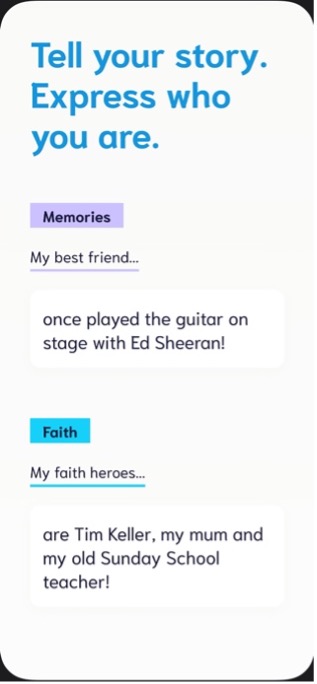 Tell your story.
Express who
you are.
Memories
My best friend...
once played the guitar on
stage with Ed Sheeran!
Faith
My faith heroes...
are Tim Keller, my mum and
my old Sunday School
teacher!